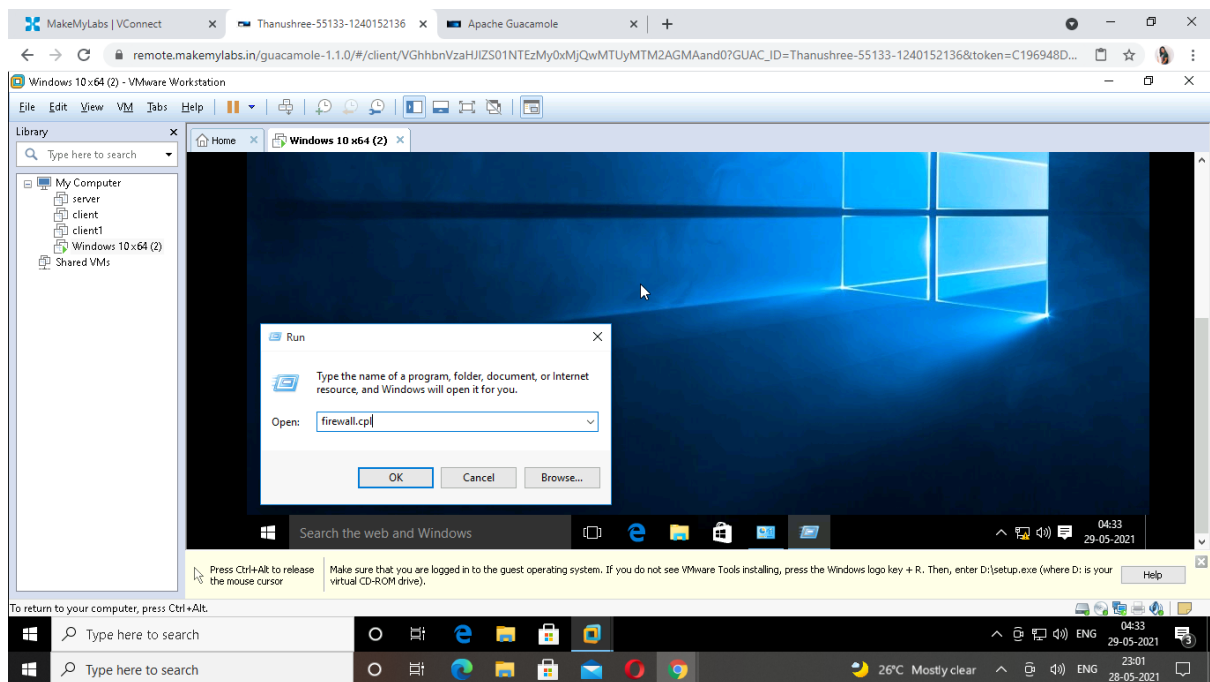 MakeMyLabs | VConnect
Thanushree-55133-1240152136
Apache Guacamole
remote.makemylabs.in/guacamole-1.1.0/#/client/VGhhbnVzaHJlZS01NTEzMy0xMjQwMTUyMTM2AGMAand0?GUAC_ID=Thanushree-55133-1240152136&token=C196948D...
Windows 10 x64 (2) - VMware Workstation
File Edit View VM Tabs Help
Library
Home
Windows 10 x64 (2)
Type here to search
My Computer
server
client
client1
Windows 10 x64 (2)
Shared VMs
Run
Type the name of a program, folder, document, or Internet
resource, and Windows will open it for you.
Open: firewall.cpl
OK Cancel Browse...
Search the web and Windows
04:33
29-05-2021
Press Ctrl+Alt to release
the mouse cursor
Make sure that you are logged in to the guest operating system. If you do not see VMware Tools installing, press the Windows logo key + R. Then, enter D:\setup.exe (where D: is your
virtual CD-ROM drive).
Help
To return to your computer, press Ctrl+Alt.
Type here to search
ENG
04:33
29-05-2021
3
Type here to search
26°C Mostly clear
ENG
23:01
28-05-2021